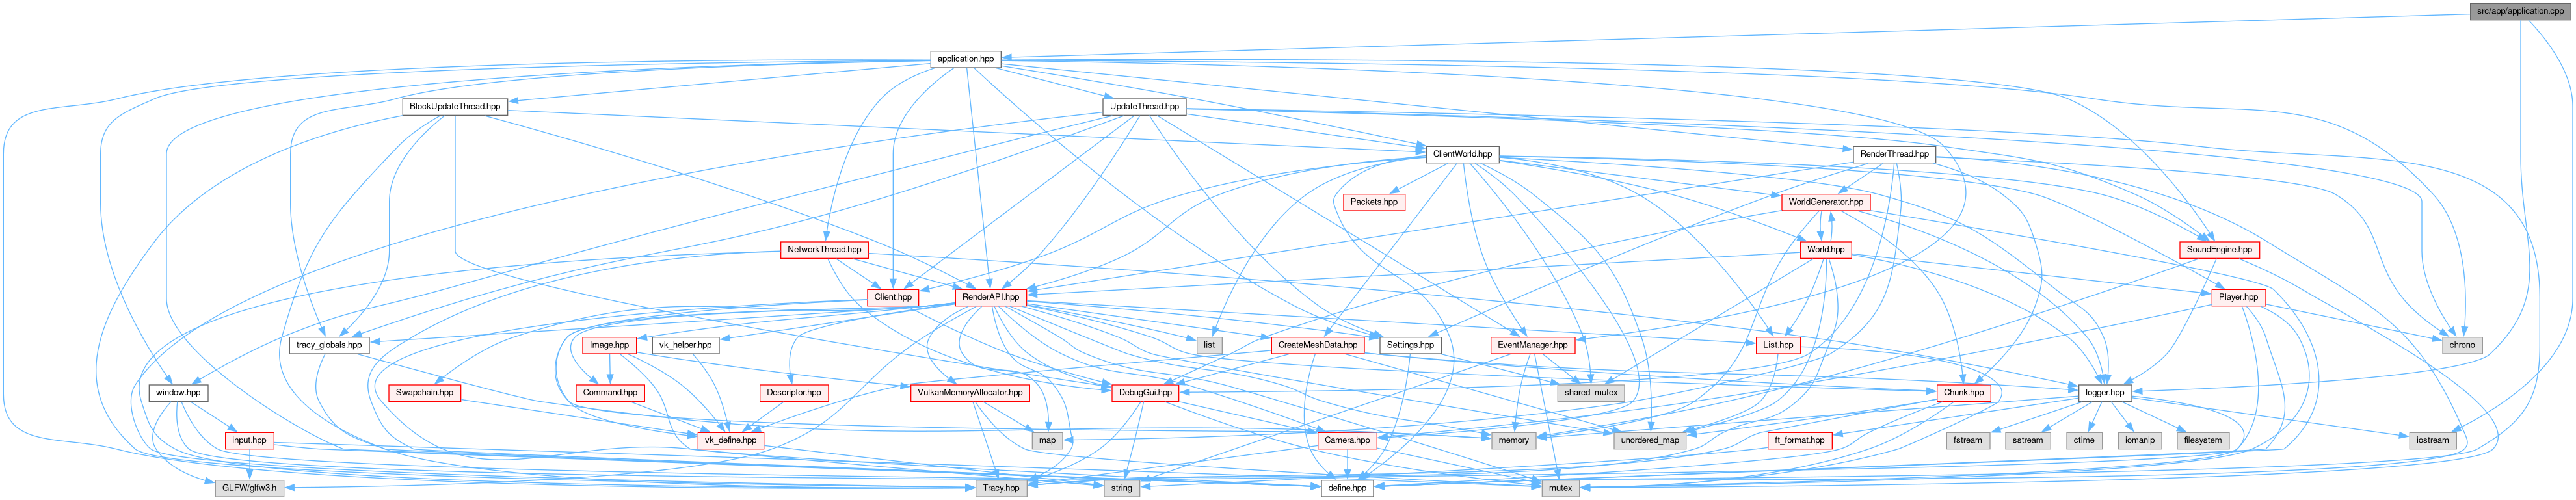 src/app/application.cpp
application.hpp
BlockUpdateThread.hpp
UpdateThread.hpp
ClientWorld.hpp
RenderThread.hpp
Packets.hpp
WorldGenerator.hpp
NetworkThread.hpp
World.hpp
SoundEngine.hpp
Client.hpp
RenderAPI.hpp
Player.hpp
tracy_globals.hpp
Image.hpp
vk_helper.hpp
list
CreateMeshData.hpp
Settings.hpp
EventManager.hpp
List.hpp
chrono
window.hpp
Swapchain.hpp
Command.hpp
Descriptor.hpp
VulkanMemoryAllocator.hpp
DebugGui.hpp
shared_mutex
Chunk.hpp
logger.hpp
input.hpp
vk_define.hpp
map
Camera.hpp
memory
unordered_map
ft_format.hpp
fstream
sstream
ctime
iomanip
filesystem
iostream
GLFW/glfw3.h
Tracy.hpp
string
define.hpp
mutex